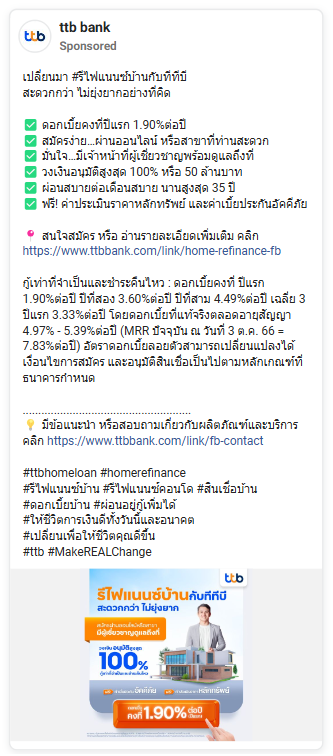 ttb
ttb bank
Sponsored
เปลี่ยนมา #รีไฟแนนซ์บ้านกับทีทีบี
สะดวกกว่า ไม่ยุ่งยากอย่างที่คิด
✅ ดอกเบี้ยคงที่ปีแรก 1.90%ต่อปี
✅ สมัครง่าย...ผ่านออนไลน์ หรือสาขาที่ท่านสะดวก
✅ มั่นใจ...มีเจ้าหน้าที่ผู้เชี่ยวชาญพร้อมดูแลถึงที่
✅ วงเงินอนุมัติสูงสุด 100% หรือ 50 ล้านบาท
✅ ผ่อนสบายต่อเดือนสบาย นานสูงสุด 35 ปี
✅ ฟรี! ค่าประเมินราคาหลักทรัพย์ และค่าเบี้ยประกันอัคคีภัย
📍 สนใจสมัคร หรือ อ่านรายละเอียดเพิ่มเติม คลิก
https://www.ttbbank.com/link/home-refinance-fb
กู้เท่าที่จำเป็นและชำระคืนไหว : ดอกเบี้ยคงที่ ปีแรก
1.90%ต่อปี ปีที่สอง 3.60%ต่อปี ปีที่สาม 4.49%ต่อปี เฉลี่ย 3
ปีแรก 3.33%ต่อปี โดยดอกเบี้ยที่แท้จริงตลอดอายุสัญญา
4.97% - 5.39%ต่อปี (MRR ปัจจุบัน ณ วันที่ 3 ต.ค. 66 =
7.83%ต่อปี) อัตราดอกเบี้ยลอยตัวสามารถเปลี่ยนแปลงได้
เงื่อนไขการสมัคร และอนุมัติสินเชื่อเป็นไปตามหลักเกณฑ์ที่
ธนาคารกำหนด
........................................................
💡 มีข้อแนะนำ หรือสอบถามเกี่ยวกับผลิตภัณฑ์และบริการ
คลิก https://www.ttbbank.com/link/fb-contact
#ttbhomeloan #homerefinance
#รีไฟแนนซ์บ้าน #รีไฟแนนซ์คอนโด #สินเชื่อบ้าน
#ดอกเบี้ยบ้าน #ผ่อนอยู่กู้เพิ่มได้
#ให้ชีวิตการเงินดีทั้งวันนี้และอนาคต
#เปลี่ยนเพื่อให้ชีวิตคุณดีขึ้น
#ttb #MakeREALChange
ttb
รีไฟแนนซ์บ้านกับทีทีบี
สะดวกกว่า ไม่ยุ่งยาก
มีผู้เชี่ยวชาญดูแลถึงที่
วงเงินอนุมัติสูงสุด
100%
อัคคีภัย
หลักทรัพย์
คงที่ 1.90% ต่อปี